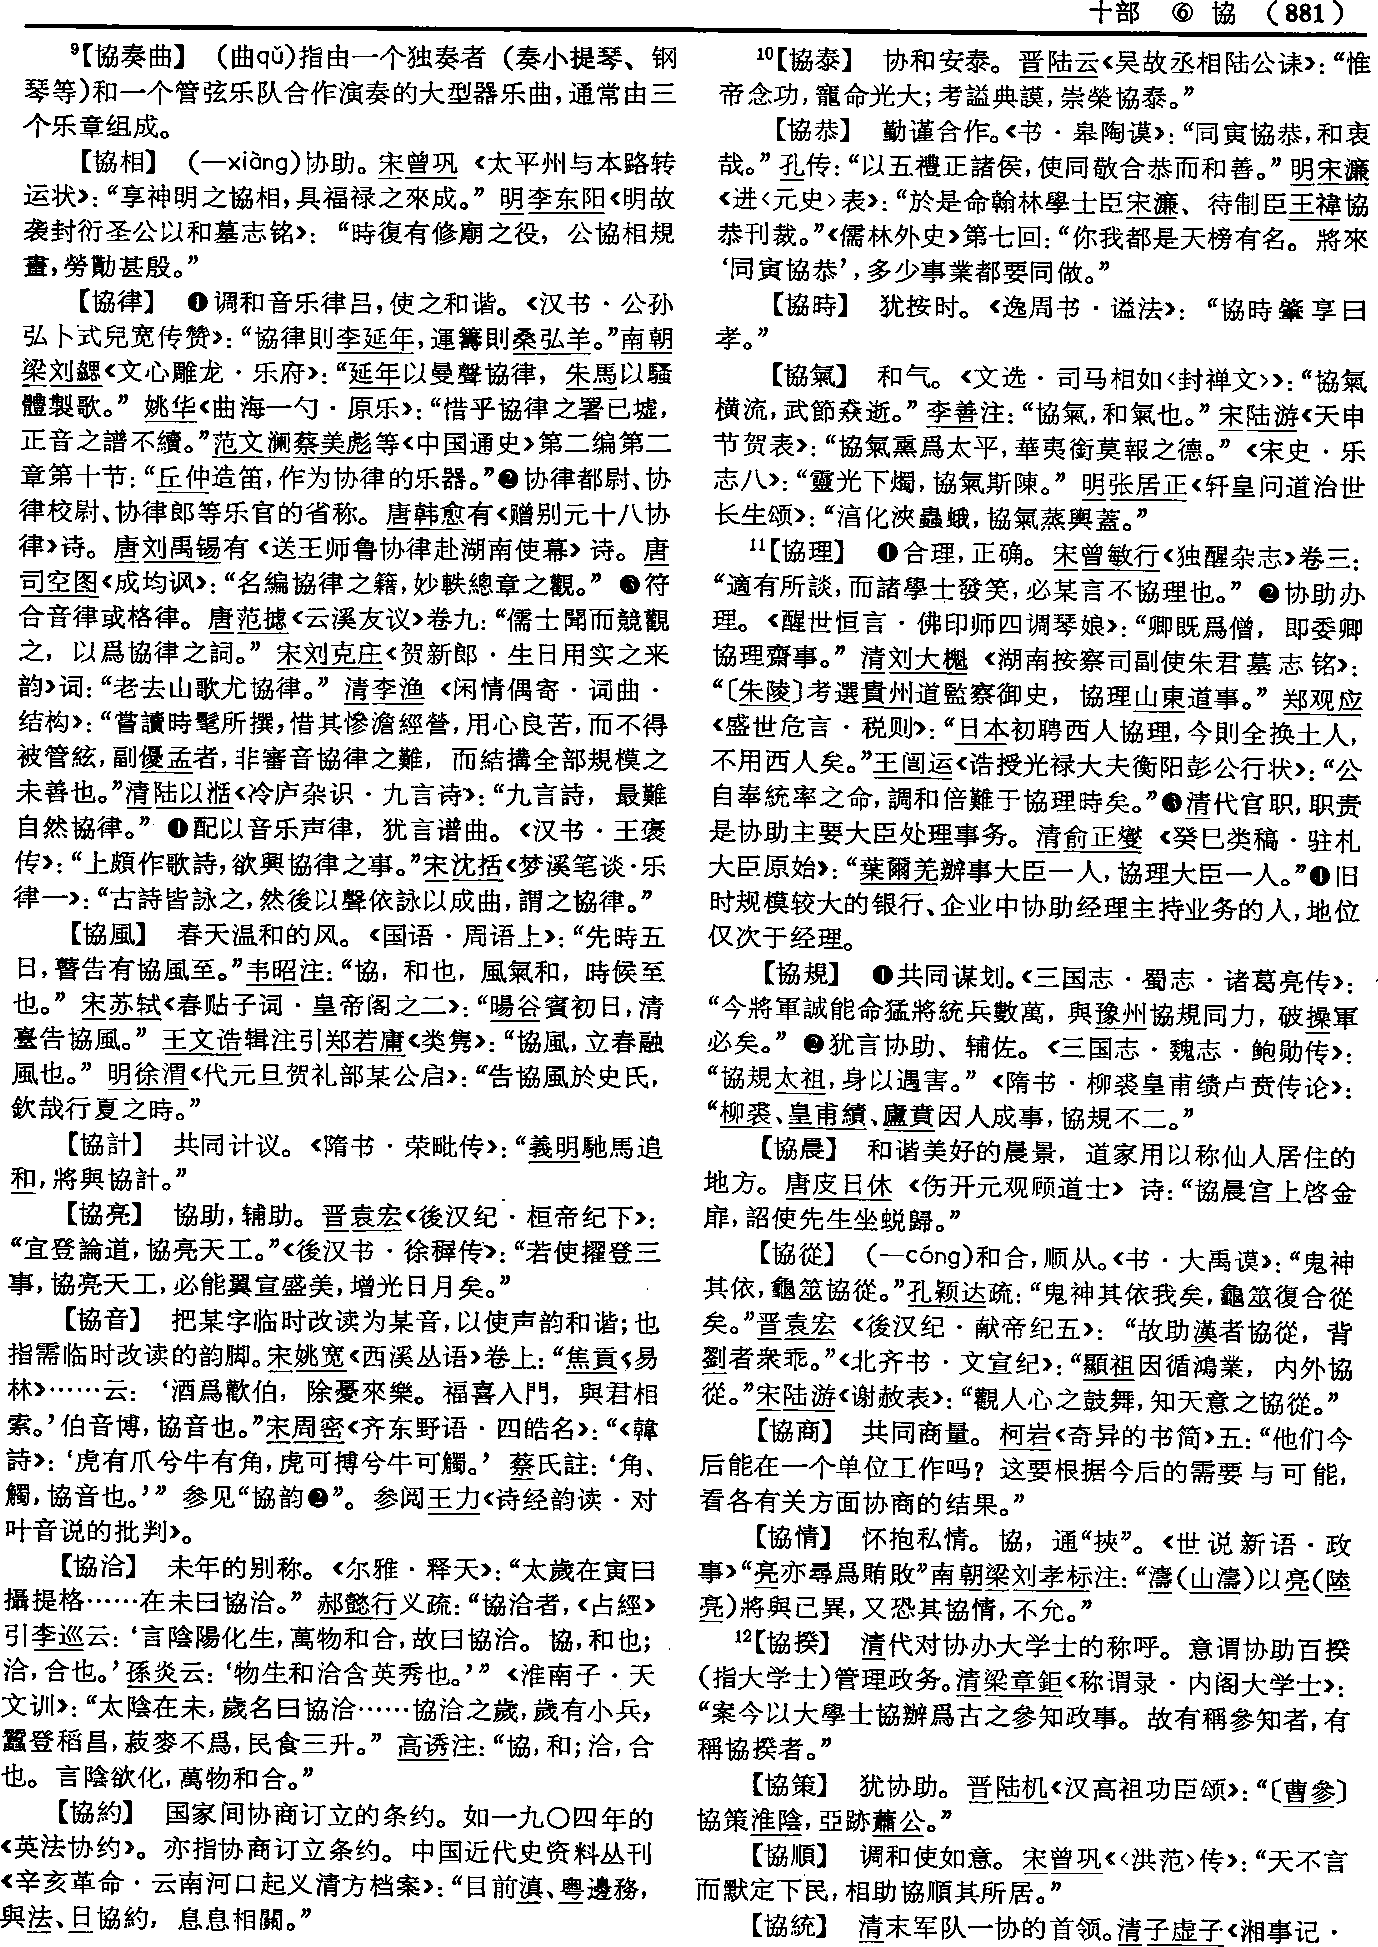 十部 ⑥ 協 （881）
⁹【協奏曲】 （曲qǔ)指由一个独奏者（奏小提琴、钢
琴等)和一个管弦乐队合作演奏的大型器乐曲,通常由三
个乐章组成。
【協相】 (—xiàng)协助。宋曾巩《太平州与本路转
运状》：“享神明之協相,具福禄之來成。” 明李东阳《明故
袭封衍圣公以和墓志铭》：“時復有修廟之役，公協相規
畫,勞勩甚殷。”
【協律】 ❶调和音乐律吕,使之和谐。《汉书·公孙
弘卜式兒宽传赞》：“協律則李延年,運籌則桑弘羊。”南朝
梁刘勰《文心雕龙·乐府》：“延年以曼聲協律，朱馬以騷
體製歌。” 姚华《曲海一勺·原乐》：“惜乎協律之署已墟,
正音之譜不續。”范文澜蔡美彪等《中国通史》第二编第二
章第十节：“丘仲造笛,作为协律的乐器。”❷协律都尉、协
律校尉、协律郎等乐官的省称。唐韩愈有《赠别元十八协
律》诗。唐刘禹锡有《送王师鲁协律赴湖南使幕》诗。唐
司空图《成均讽》：“名編協律之籍,妙軼總章之觀。” ❸符
合音律或格律。唐范摅《云溪友议》卷九：“儒士聞而競觀
之，以爲協律之詞。” 宋刘克庄《贺新郎·生日用实之来
韵》词：“老去山歌尤協律。” 清李渔《闲情偶寄·词曲·
结构》：“嘗讀時髦所撰,惜其慘澹經營,用心良苦,而不得
被管絃,副優孟者,非審音協律之難，而結搆全部規模之
未善也。”清陆以湉《冷庐杂识·九言诗》：“九言詩，最難
自然協律。” ❹配以音乐声律，犹言谱曲。《汉书·王褒
传》：“上頗作歌詩,欲興協律之事。”宋沈括《梦溪笔谈·乐
律一》：“古詩皆詠之,然後以聲依詠以成曲,謂之協律。”
【協風】 春天温和的风。《国语·周语上》：“先時五
日,瞽告有協風至。”韦昭注：“協，和也，風氣和，時候至
也。” 宋苏轼《春贴子词·皇帝阁之二》：“暘谷賓初日,清
臺告協風。” 王文诰辑注引郑若庸《类隽》：“協風,立春融
風也。” 明徐渭《代元旦贺礼部某公启》：“告協風於史氏,
欽哉行夏之時。”
【協計】 共同计议。《隋书·荣毗传》：“義明馳馬追
和,將與協計。”
【協亮】 協助,辅助。晋袁宏《後汉纪·桓帝纪下》：
“宜登論道,協亮天工。”《後汉书·徐稺传》：“若使擢登三
事,協亮天工,必能翼宣盛美,增光日月矣。”
【協音】 把某字临时改读为某音,以使声韵和谐;也
指需临时改读的韵脚。宋姚宽《西溪丛语》卷上：“焦貢《易
林》……云：‘酒爲歡伯，除憂來樂。福喜入門，與君相
索。’伯音博,協音也。”宋周密《齐东野语·四皓名》：“《韓
詩》：‘虎有爪兮牛有角,虎可搏兮牛可觸。’ 蔡氏註：‘角、
觸,協音也。’” 参见“協韵❷”。参阅王力《诗经韵读·对
叶音说的批判》。
【協洽】 未年的别称。《尔雅·释天》：“太歲在寅曰
攝提格……在未曰協洽。” 郝懿行义疏：“協洽者,《占經》
引李巡云：‘言陰陽化生,萬物和合,故曰協洽。協,和也;
洽,合也。’孫炎云：‘物生和洽含英秀也。’” 《淮南子·天
文训》：“太陰在未,歲名曰協洽……協洽之歲,歲有小兵,
蠶登稻昌,菽麥不爲,民食三升。” 高诱注：“協,和;洽,合
也。言陰欲化,萬物和合。”
【協約】 国家间协商订立的条约。如一九〇四年的
《英法协约》。亦指协商订立条约。中国近代史资料丛刊
《辛亥革命·云南河口起义清方档案》：“目前滇、粤邊務,
與法、日協約，息息相關。”
¹⁰【協泰】 协和安泰。晋陆云《吴故丞相陆公诔》：“惟
帝念功,寵命光大;考謚典謨,崇榮協泰。”
【協恭】 勤谨合作。《书·皋陶谟》：“同寅協恭,和衷
哉。” 孔传：“以五禮正諸侯,使同敬合恭而和善。” 明宋濂
《进〈元史〉表》：“於是命翰林學士臣宋濂、待制臣王禕協
恭刊裁。”《儒林外史》第七回：“你我都是天榜有名。將來
‘同寅協恭’,多少事業都要同做。”
【協時】 犹按时。《逸周书·谥法》：“協時肇享曰
孝。”
【協氣】 和气。《文选·司马相如〈封禅文〉》：“協氣
横流,武節猋逝。” 李善注：“協氣,和氣也。” 宋陆游《天申
节贺表》：“協氣熏爲太平,華夷銜莫報之德。” 《宋史·乐
志八》：“靈光下燭,協氣斯陳。” 明张居正《轩皇问道治世
长生颂》：“湻化浹蟲蛾,協氣蒸輿蓋。”
¹¹【協理】 ❶合理,正确。宋曾敏行《独醒杂志》卷三：
“適有所談,而諸學士發笑,必某言不協理也。” ❷协助办
理。《醒世恒言·佛印师四调琴娘》：“卿既爲僧，即委卿
協理齋事。” 清刘大櫆《湖南按察司副使朱君墓志铭》：
“〔朱陵〕考選貴州道監察御史，協理山東道事。” 郑观应
《盛世危言·税则》：“日本初聘西人協理,今則全换土人,
不用西人矣。”王闿运《诰授光禄大夫衡阳彭公行状》：“公
自奉統率之命,調和倍難于協理時矣。”❸清代官职,职责
是协助主要大臣处理事务。清俞正燮《癸巳类稿·驻札
大臣原始》：“葉爾羌辦事大臣一人,協理大臣一人。”❹旧
时规模较大的银行、企业中协助经理主持业务的人,地位
仅次于经理。
【協規】 ❶共同谋划。《三国志·蜀志·诸葛亮传》：
“今將軍誠能命猛將統兵數萬，與豫州協規同力，破操軍
必矣。” ❷犹言协助、辅佐。《三国志·魏志·鲍勋传》：
“協規太祖,身以遇害。” 《隋书·柳裘皇甫绩卢贲传论》：
“柳裘、皇甫績、盧賁因人成事,協規不二。”
【協晨】 和谐美好的晨景，道家用以称仙人居住的
地方。唐皮日休《伤开元观顾道士》诗：“協晨宫上啓金
扉,詔使先生坐蜕歸。”
【協從】 (—cóng)和合,顺从。《书·大禹谟》：“鬼神
其依,龜筮協從。”孔颖达疏：“鬼神其依我矣,龜筮復合從
矣。”晋袁宏《後汉纪·献帝纪五》：“故助漢者協從，背
劉者衆乖。”《北齐书·文宣纪》：“顯祖因循鴻業，内外協
從。”宋陆游《谢赦表》：“觀人心之鼓舞,知天意之協從。”
【協商】 共同商量。柯岩《奇异的书简》五：“他们今
后能在一个单位工作吗？这要根据今后的需要与可能,
看各有关方面协商的结果。”
【協情】 怀抱私情。協，通“挾”。《世说新语·政
事》“亮亦尋爲賄敗”南朝梁刘孝标注：“濤(山濤)以亮(陸
亮)將與己異,又恐其協情,不允。”
¹²【協揆】 清代对协办大学士的称呼。意谓协助百揆
(指大学士)管理政务。清梁章鉅《称谓录·内阁大学士》：
“案今以大學士協辦爲古之參知政事。故有稱參知者,有
稱協揆者。”
【協策】 犹协助。晋陆机《汉高祖功臣颂》：“〔曹參〕
協策淮陰,亞跡蕭公。”
【協順】 调和使如意。宋曾巩《〈洪范〉传》：“天不言
而默定下民,相助協順其所居。”
【協統】 清末军队一协的首领。清子虚子《湘事记·